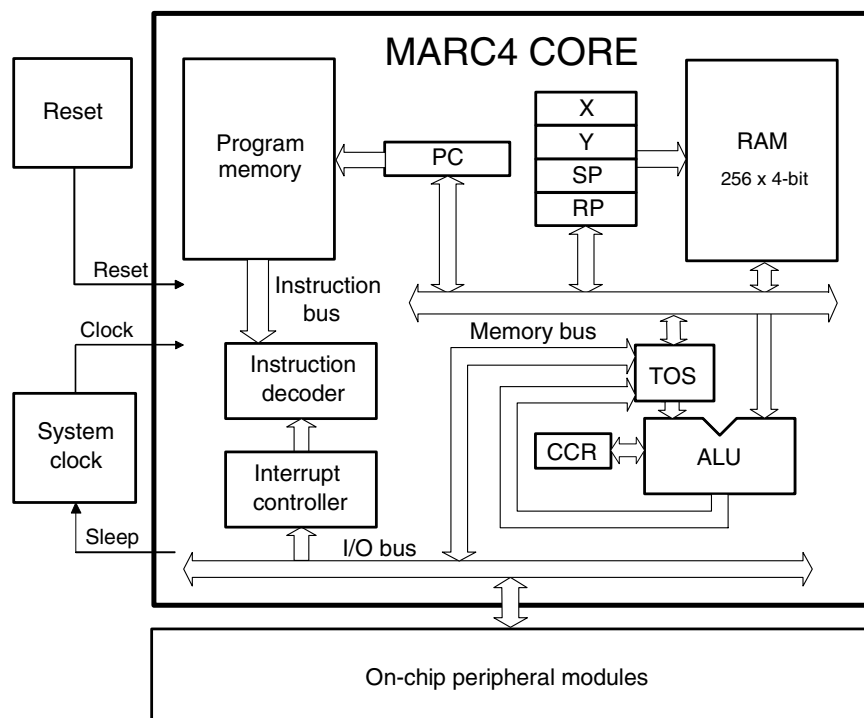 MARC4 CORE
Reset
Program
memory
PC
X
Y
SP
RP
RAM
256 x 4-bit
Reset
Instruction
bus
Clock
Memory bus
Instruction
decoder
TOS
System
clock
CCR
ALU
Interrupt
controller
Sleep
I/O bus
On-chip peripheral modules